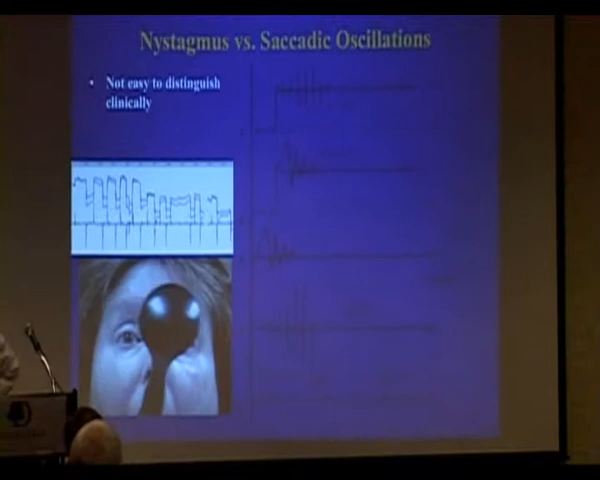 Nystagmus vs. Saccadic Oscillations
• Not easy to distinguish
clinically